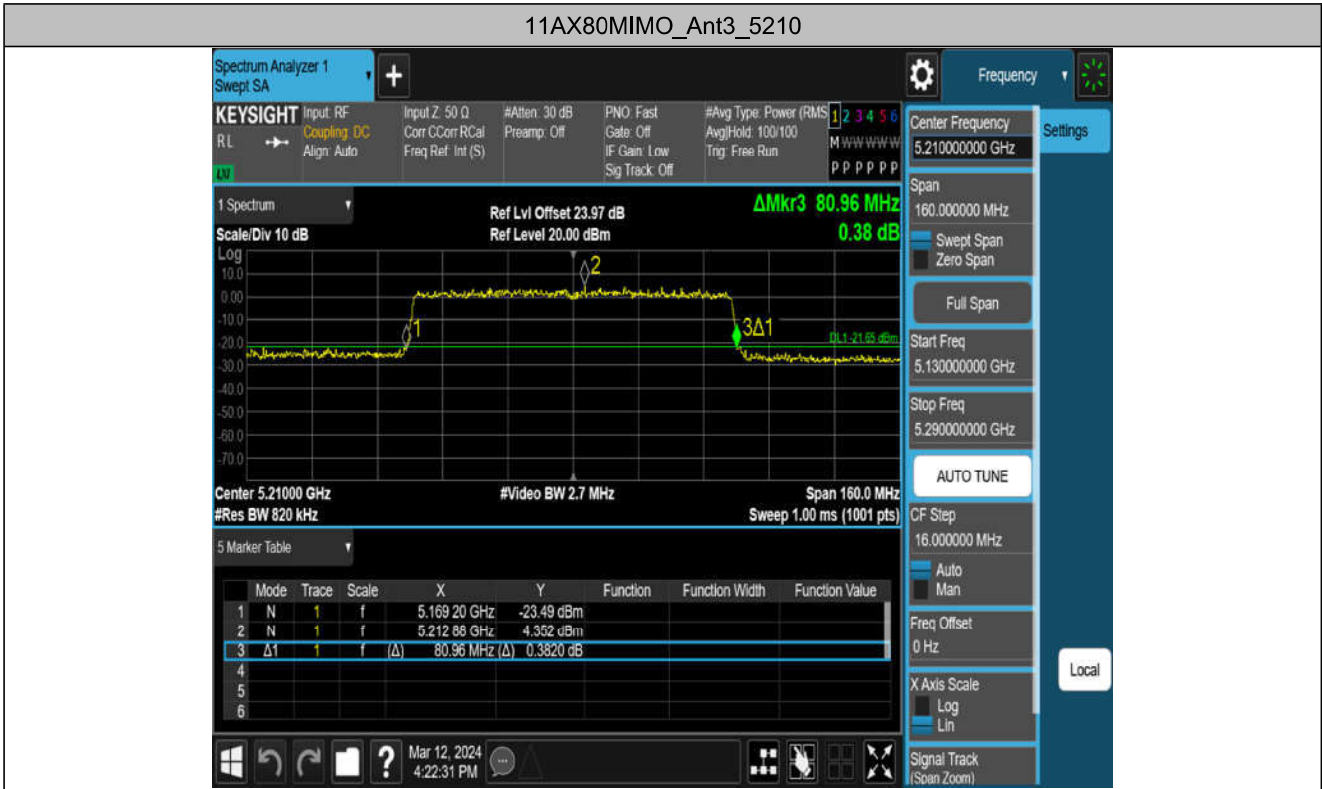 11AX80MIMO_Ant3_5210
Spectrum Analyzer 1
Swept SA
+
Frequency
KEYSIGHT
RL
LXI
Input: RF
Coupling: DC
Align: Auto
Input Z: 50 Ω
Corr CCorr RCal
Freq Ref: Int (S)
#Atten: 30 dB
Preamp: Off
PNO: Fast
Gate: Off
IF Gain: Low
Sig Track: Off
#Avg Type: Power (RMS
Avg|Hold: 100/100
Trig: Free Run
1 2 3 4 5 6
M W W W W W
P P P P P P
1 Spectrum
Scale/Div 10 dB
Ref Lvl Offset 23.97 dB
Ref Level 20.00 dBm
ΔMkr3 80.96 MHz
0.38 dB
Log
10.0
0.00
-10.0
-20.0
-30.0
-40.0
-50.0
-60.0
-70.0
1
2
3Δ1
DL1 -21.65 dBm
Center 5.21000 GHz
#Res BW 820 kHz
#Video BW 2.7 MHz
Span 160.0 MHz
Sweep 1.00 ms (1001 pts)
5 Marker Table
Mode Trace Scale X Y Function Function Width Function Value
1 N 1 f 5.169 20 GHz -23.49 dBm
2 N 1 f 5.212 88 GHz 4.352 dBm
3 Δ1 1 f (Δ) 80.96 MHz (Δ) 0.3820 dB
4
5
6
Center Frequency
5.210000000 GHz
Settings
Span
160.000000 MHz
Swept Span
Zero Span
Full Span
Start Freq
5.130000000 GHz
Stop Freq
5.290000000 GHz
AUTO TUNE
CF Step
16.000000 MHz
Auto
Man
Freq Offset
0 Hz
Local
X Axis Scale
Log
Lin
Signal Track
(Span Zoom)
?
Mar 12, 2024
4:22:31 PM